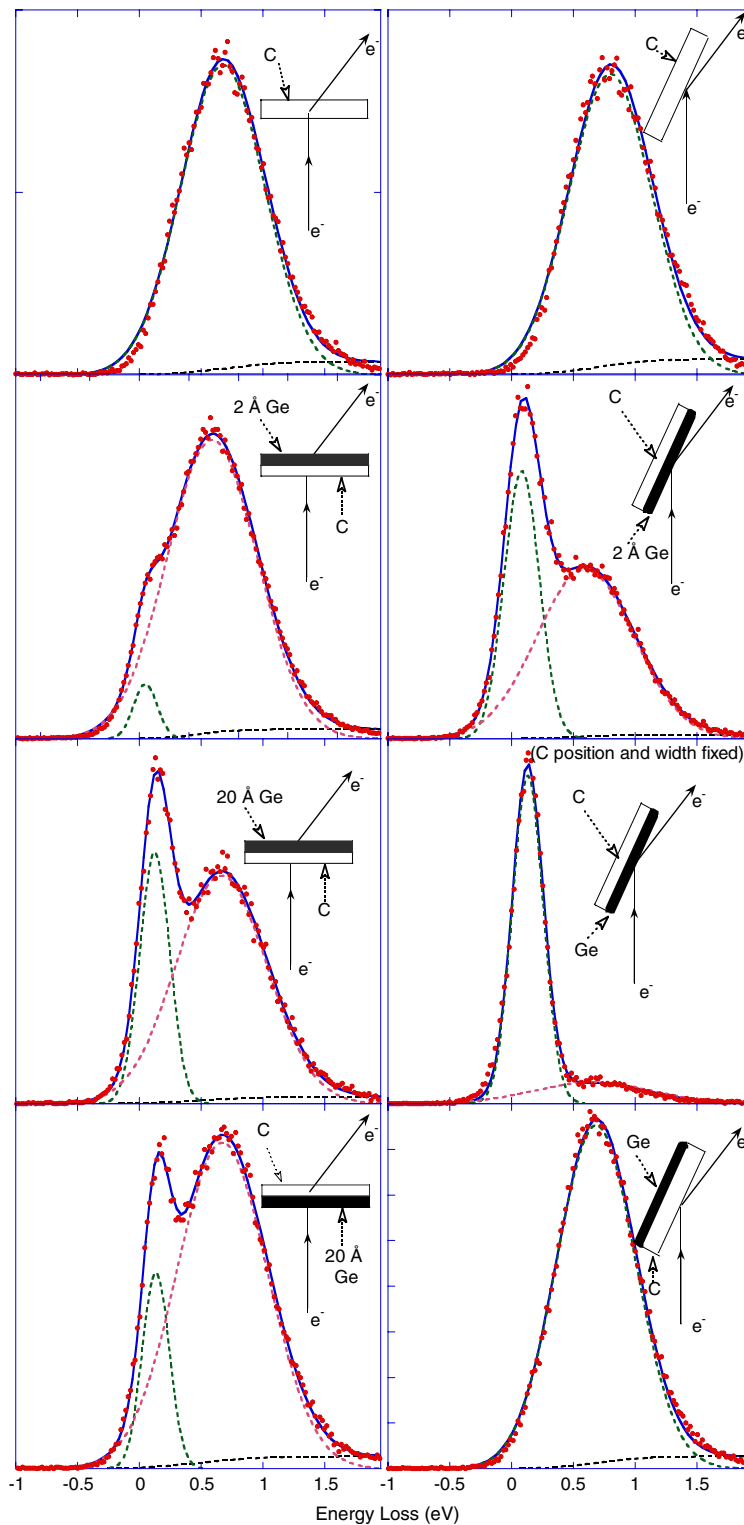 C
e-
e-
C
e-
e-
2 Å Ge
e-
C
e-
C
e-
2 Å Ge
e-
(C position and width fixed)
20 Å Ge
e-
C
e-
C
e-
Ge
e-
C
e-
20 Å
Ge
e-
Ge
e-
C
e-
-1 -0.5 0 0.5 1 1.5
-1 -0.5 0 0.5 1 1.5
Energy Loss (eV)